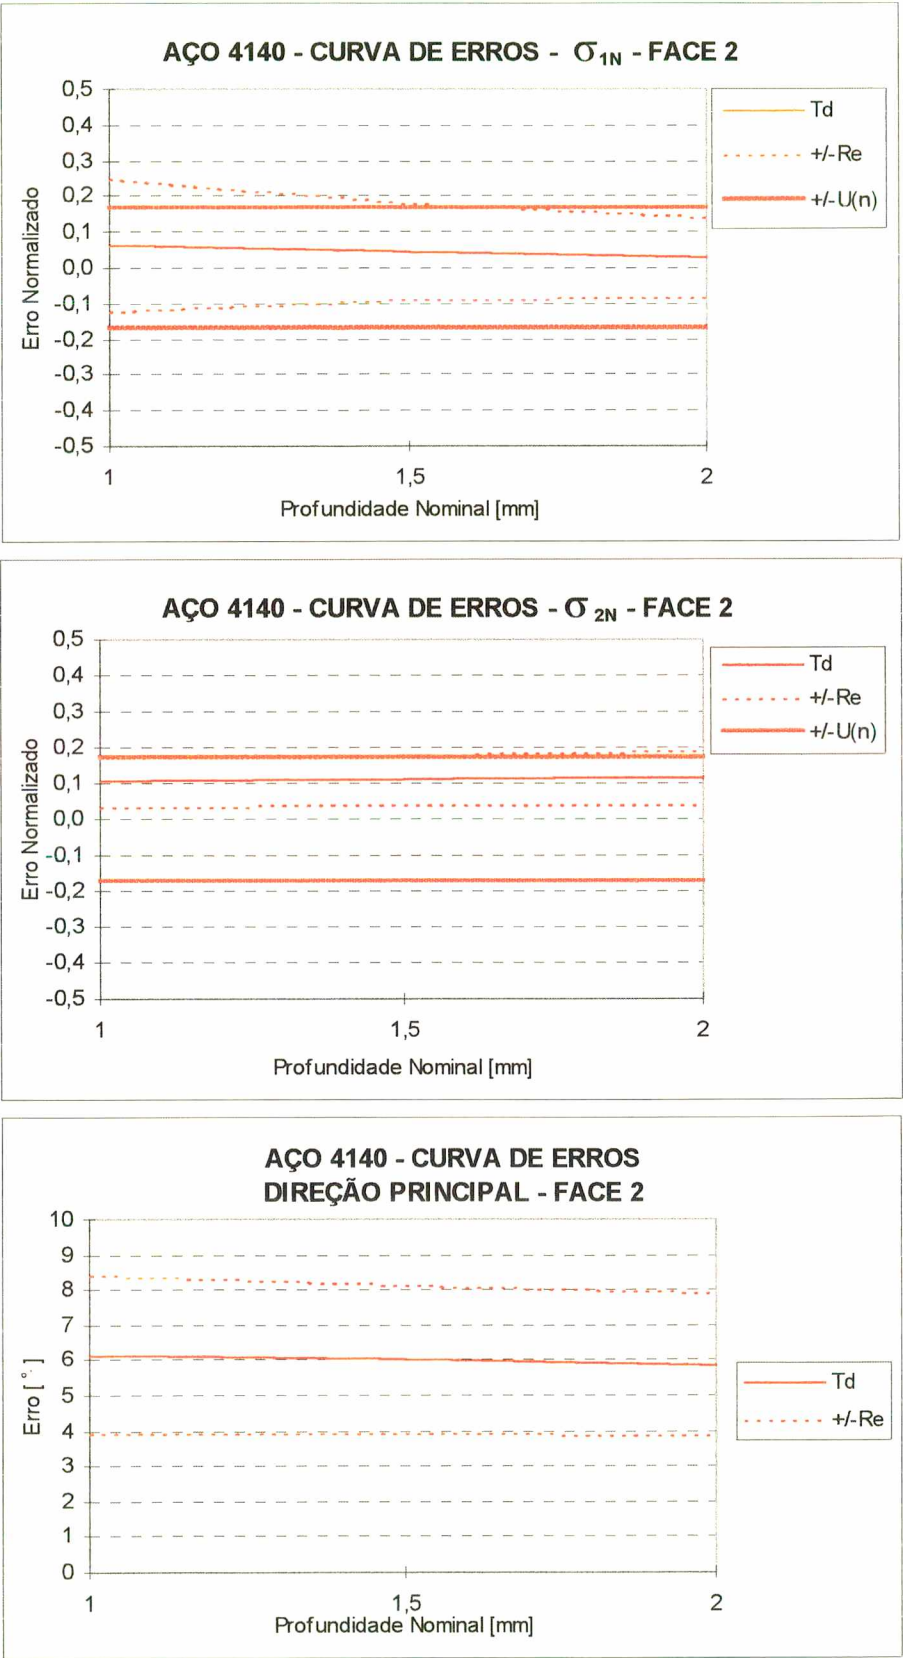 AÇO 4140 - CURVA DE ERROS - σ1N - FACE 2
0,5
0,4
0,3
0,2
0,1
0,0
-0,1
-0,2
-0,3
-0,4
-0,5
Erro Normalizado
1
1,5
2
Profundidade Nominal [mm]
Td
+/-Re
+/-U(n)
AÇO 4140 - CURVA DE ERROS - σ 2N - FACE 2
0,5
0,4
0,3
0,2
0,1
0,0
-0,1
-0,2
-0,3
-0,4
-0,5
Erro Normalizado
1
1,5
2
Profundidade Nominal [mm]
Td
+/-Re
+/-U(n)
AÇO 4140 - CURVA DE ERROS
DIREÇÃO PRINCIPAL - FACE 2
10
9
8
7
6
5
4
3
2
1
0
Erro [ °. ]
1
1,5
2
Profundidade Nominal [mm]
Td
+/-Re